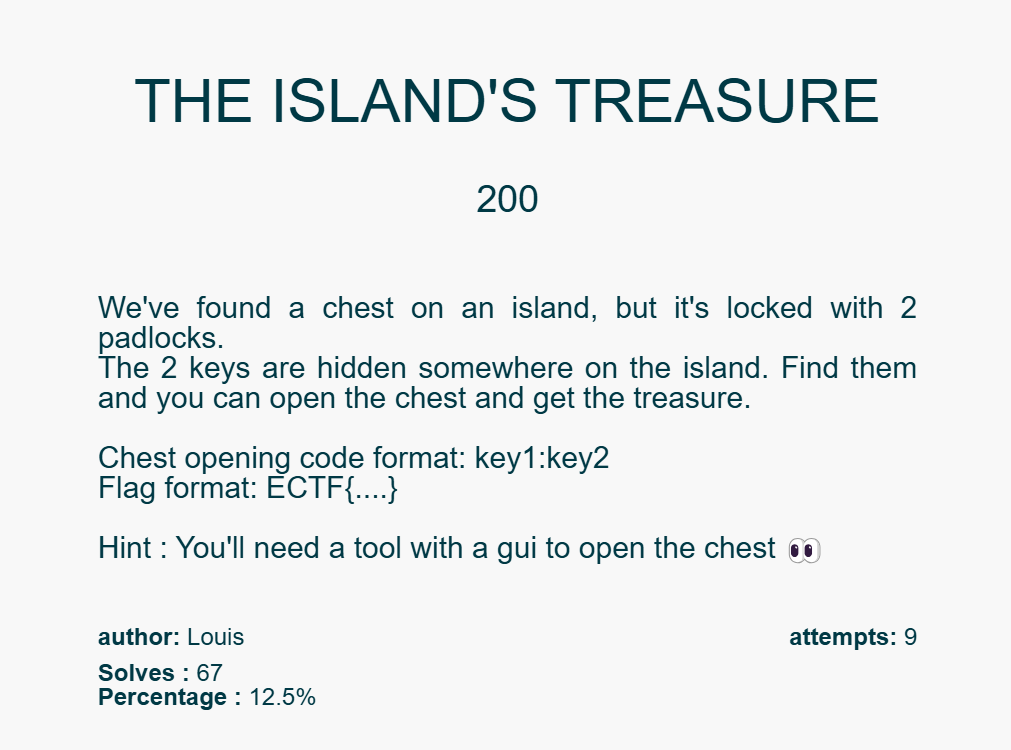 THE ISLAND'S TREASURE
200
We've found a chest on an island, but it's locked with 2
padlocks.
The 2 keys are hidden somewhere on the island. Find them
and you can open the chest and get the treasure.
Chest opening code format: key1:key2
Flag format: ECTF{....}
Hint : You'll need a tool with a gui to open the chest 👀
author: Louis attempts: 9
Solves : 67
Percentage : 12.5%